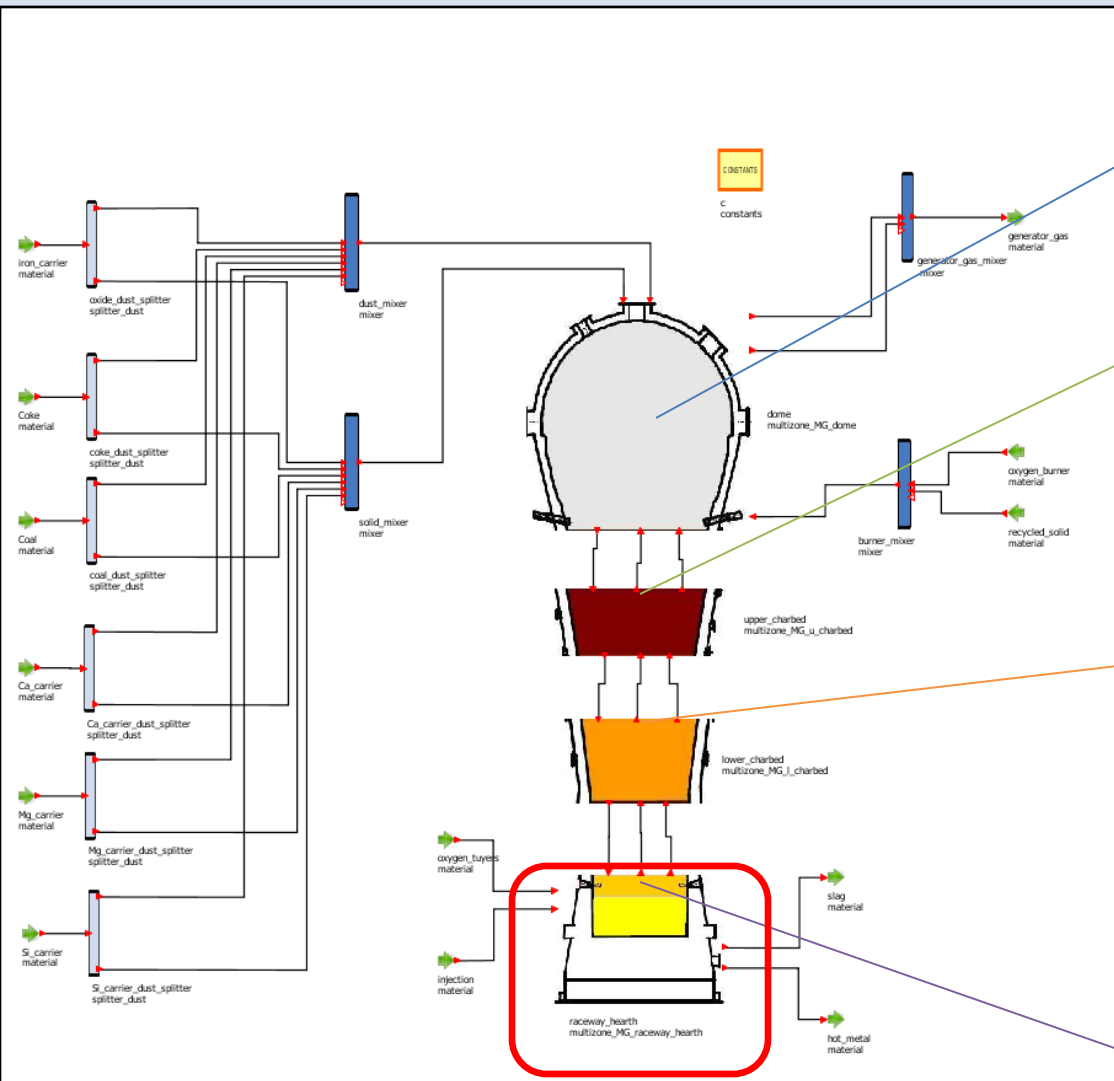 CONSTANTS
c
constants
iron_carrier
material
oxide_dust_splitter
splitter_dust
dust_mixer
mixer
generator_gas
material
generator_gas_mixer
mixer
Coke
material
coke_dust_splitter
splitter_dust
dome
multizone_MG_dome
Coal
material
coal_dust_splitter
splitter_dust
solid_mixer
mixer
oxygen_burner
material
burner_mixer
mixer
recycled_solid
material
Ca_carrier
material
Ca_carrier_dust_splitter
splitter_dust
upper_charbed
multizone_MG_u_charbed
lower_charbed
multizone_MG_l_charbed
Mg_carrier
material
Mg_carrier_dust_splitter
splitter_dust
oxygen_tuyers
material
slag
material
Si_carrier
material
Si_carrier_dust_splitter
splitter_dust
injection
material
raceway_hearth
multizone_MG_raceway_hearth
hot_metal
material